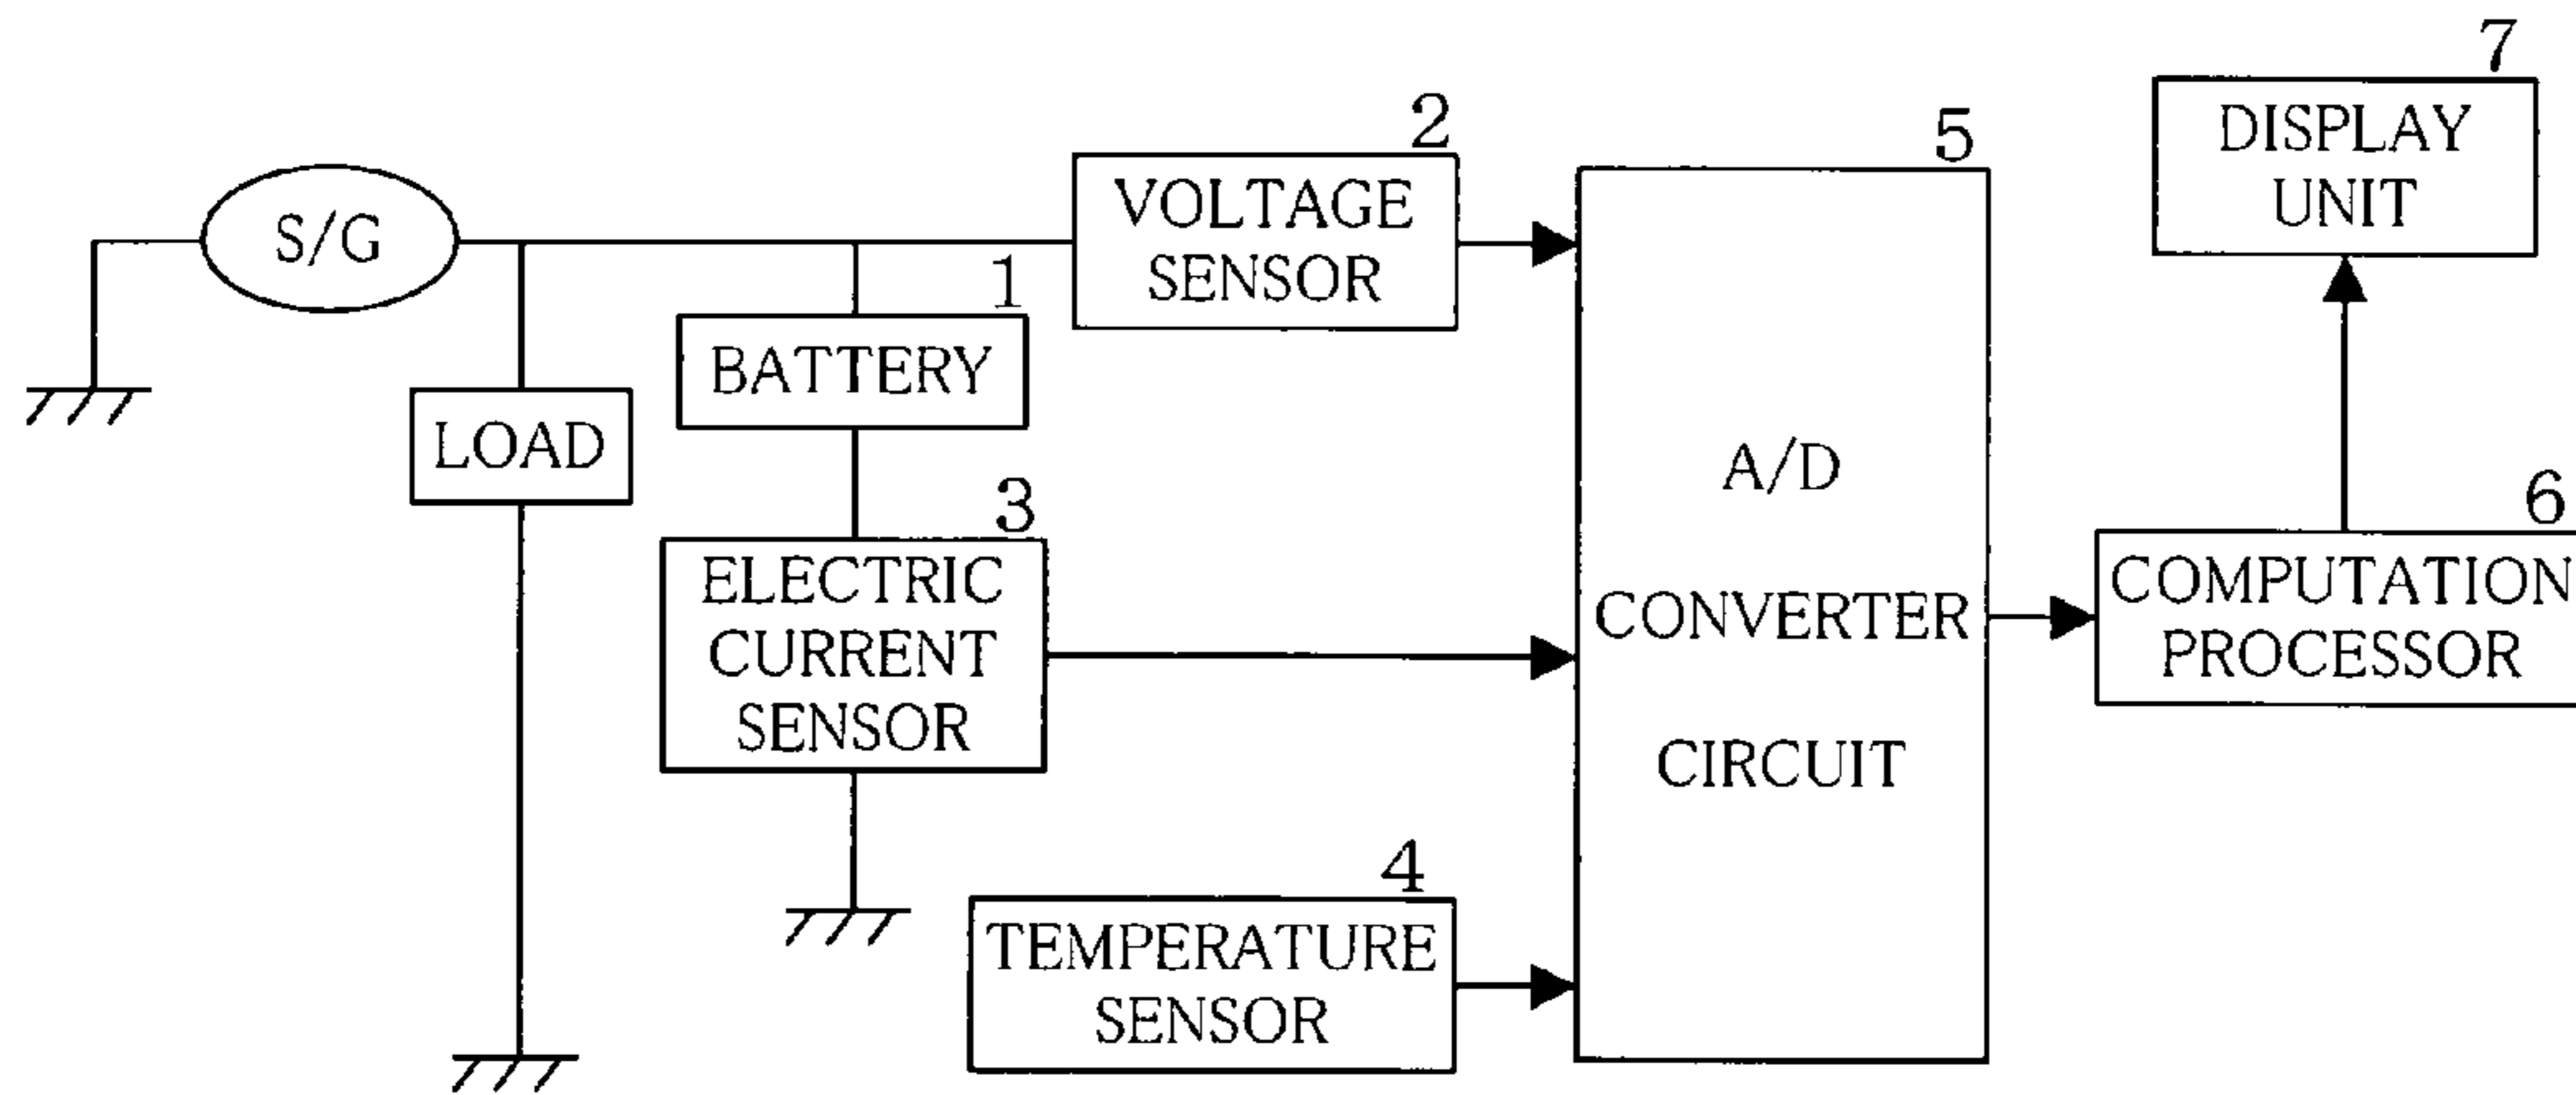 7
DISPLAY
UNIT
2
VOLTAGE
SENSOR
5
S/G
1
BATTERY
LOAD
3
ELECTRIC
CURRENT
SENSOR
A/D
CONVERTER
CIRCUIT
6
COMPUTATION
PROCESSOR
4
TEMPERATURE
SENSOR